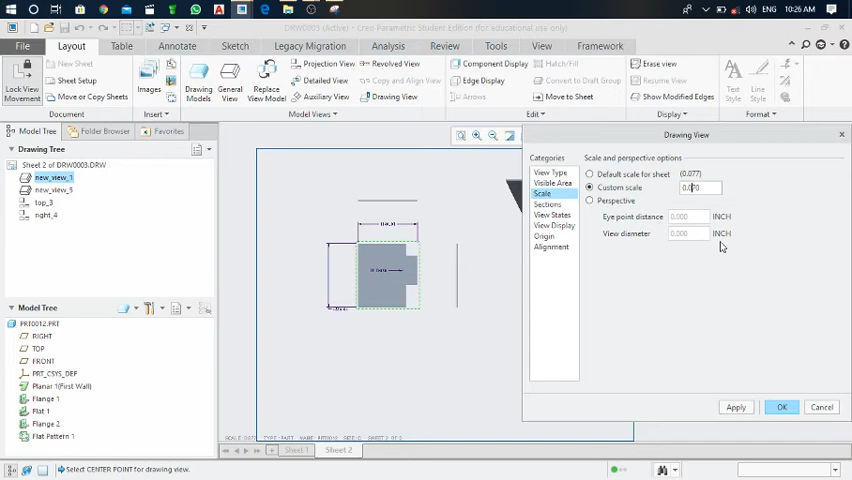 ENG 10:26 AM
DRW0003 (Active) - Creo Parametric Student Edition (for educational use only)
File Layout Table Annotate Sketch Legacy Migration Analysis Review Tools View Framework
Lock View Movement
New Sheet
Sheet Setup
Move or Copy Sheets
Document
Images
Insert
Drawing Models
General View
Replace View Model
Projection View
Detailed View
Auxiliary View
Revolved View
Copy and Align View
Drawing View
Model Views
Component Display
Edge Display
Arrows
Hatch/Fill
Convert to Draft Group
Move to Sheet
Edit
Erase view
Resume View
Show Modified Edges
Display
Text Style
Line Style
Format
Model Tree Folder Browser Favorites
Drawing Tree
Sheet 2 of DRW0003.DRW
new_view_1
new_view_5
top_3
right_4
Model Tree
PRT0012.PRT
RIGHT
TOP
FRONT
PRT_CSYS_DEF
Planar 1(First Wall)
Flange 1
Flat 1
Flange 2
Flange 4
Flat Pattern 1
Drawing View
Categories
View Type
Visible Area
Scale
Sections
View States
View Display
Origin
Alignment
Scale and perspective options
Default scale for sheet (0.077)
Custom scale 0.070
Perspective
Eye point distance 0.000 INCH
View diameter 0.000 INCH
Apply OK Cancel
Sheet 1 Sheet 2
Select CENTER POINT for drawing view.